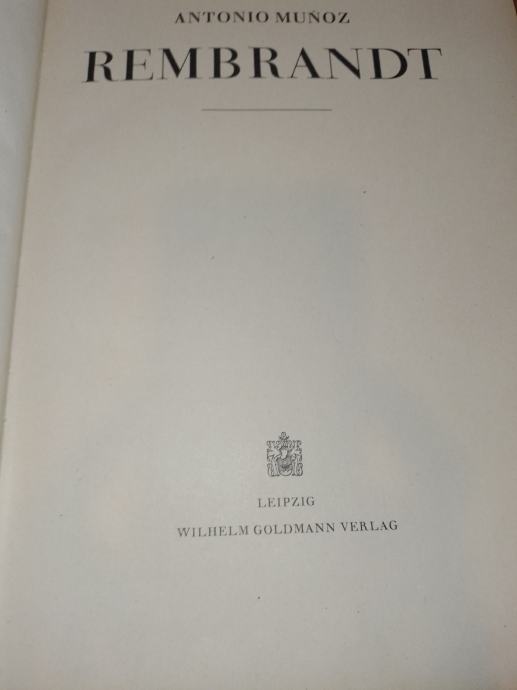 ANTONIO MUÑOZ
REMBRANDT
LEIPZIG
WILHELM GOLDMANN VERLAG